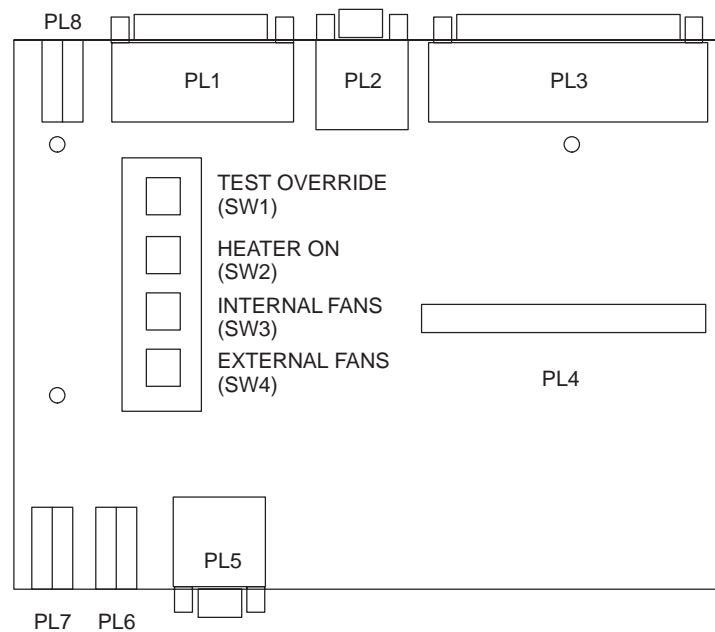 PL8
PL1
PL2
PL3
TEST OVERRIDE
(SW1)
HEATER ON
(SW2)
INTERNAL FANS
(SW3)
EXTERNAL FANS
(SW4)
PL4
PL5
PL7
PL6